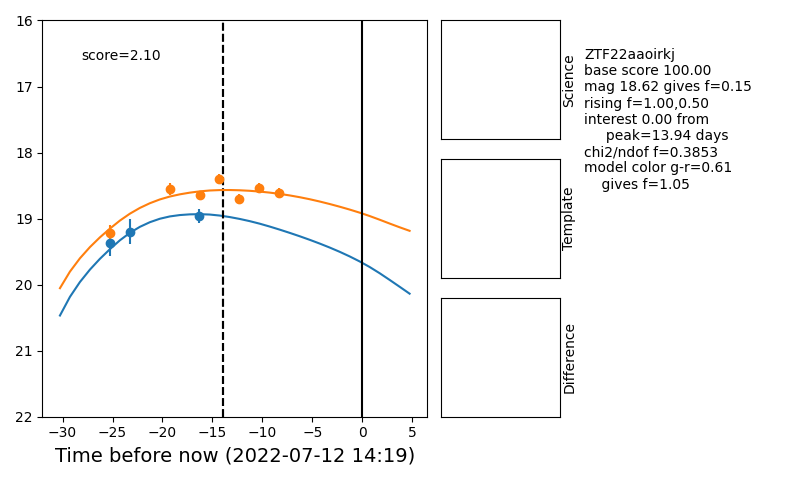 score=2.10
16
17
18
19
20
21
22
−30
−25
−20
−15
−10
−5
0
5
Time before now (2022-07-12 14:19)
Science
Template
Difference
ZTF22aaoirkj
base score 100.00
mag 18.62 gives f=0.15
rising f=1.00,0.50
interest 0.00 from
peak=13.94 days
chi2/ndof f=0.3853
model color g-r=0.61
gives f=1.05